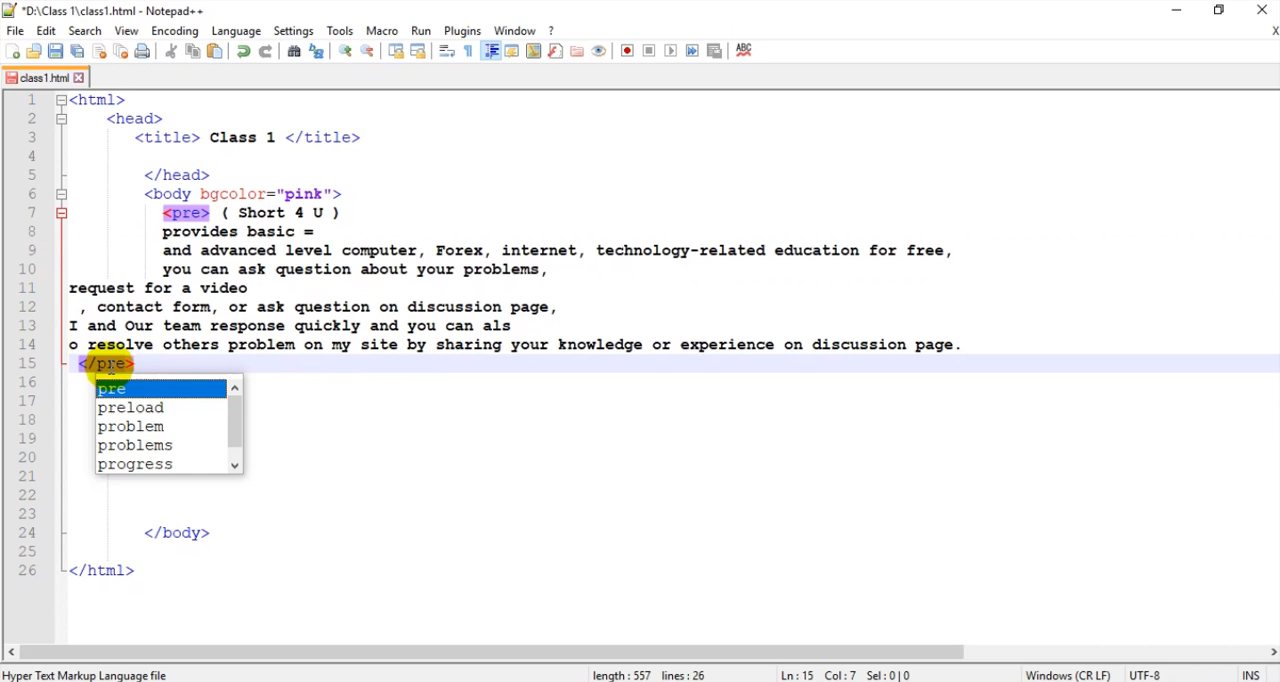 *D:\Class 1\class1.html - Notepad++
File Edit Search View Encoding Language Settings Tools Macro Run Plugins Window ? X
ABC
class1.html
1 <html>
2 <head>
3 <title> Class 1 </title>
4
5 </head>
6 <body bgcolor="pink">
7 <pre> ( Short 4 U )
8 provides basic =
9 and advanced level computer, Forex, internet, technology-related education for free,
10 you can ask question about your problems,
11 request for a video
12 , contact form, or ask question on discussion page,
13 I and Our team response quickly and you can als
14 o resolve others problem on my site by sharing your knowledge or experience on discussion page.
15 </pre>
16 pre
17 preload
18 problem
19 problems
20 progress
21
22
23
24 </body>
25
26 </html>
Hyper Text Markup Language file length : 557 lines : 26 Ln : 15 Col : 7 Sel : 0 | 0 Windows (CR LF) UTF-8 INS